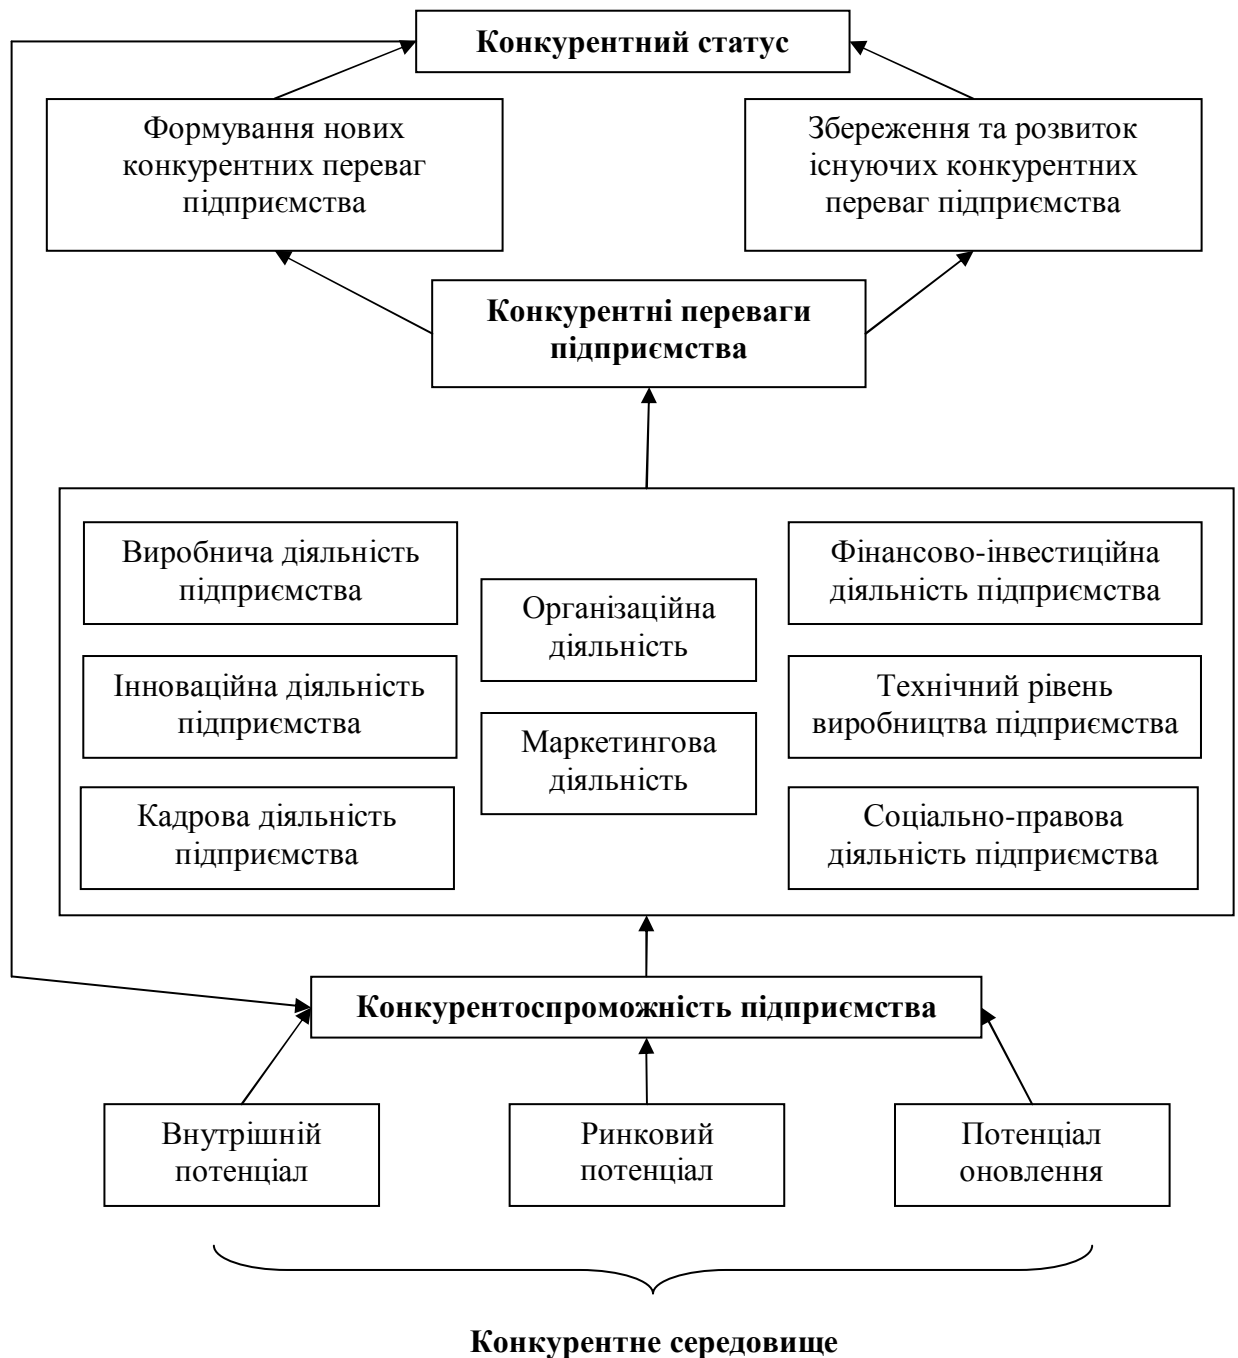 Конкурентний статус
Формування нових
конкурентних переваг
підприємства
Збереження та розвиток
існуючих конкурентних
переваг підприємства
Конкурентні переваги
підприємства
Виробнича діяльність
підприємства
Інноваційна діяльність
підприємства
Кадрова діяльність
підприємства
Організаційна
діяльність
Маркетингова
діяльність
Фінансово-інвестиційна
діяльність підприємства
Технічний рівень
виробництва підприємства
Соціально-правова
діяльність підприємства
Конкурентоспроможність підприємства
Внутрішній
потенціал
Ринковий
потенціал
Потенціал
оновлення
Конкурентне середовище